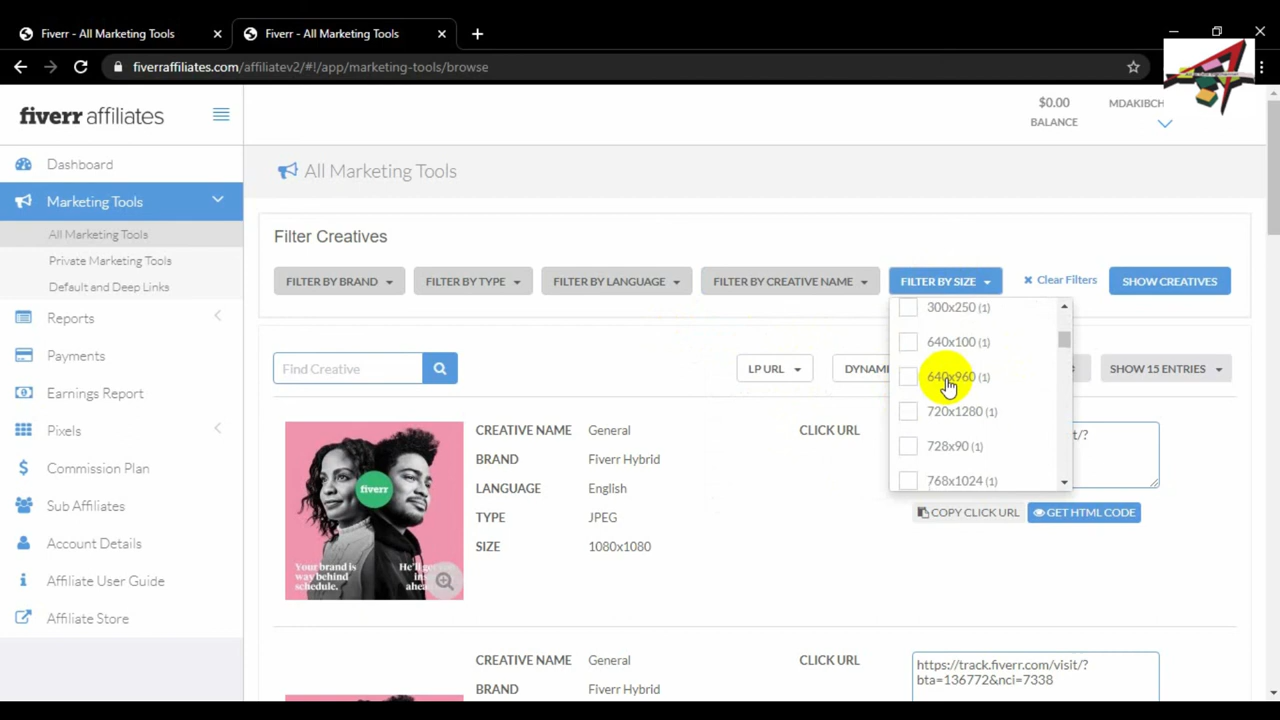 Fiverr - All Marketing Tools
Fiverr - All Marketing Tools
fiverraffiliates.com/affiliatev2/#!/app/marketing-tools/browse
fiverr affiliates
$0.00
BALANCE
MDAKIBCH
Dashboard
Marketing Tools
All Marketing Tools
Private Marketing Tools
Default and Deep Links
Reports
Payments
Earnings Report
Pixels
Commission Plan
Sub Affiliates
Account Details
Affiliate User Guide
Affiliate Store
All Marketing Tools
Filter Creatives
FILTER BY BRAND
FILTER BY TYPE
FILTER BY LANGUAGE
FILTER BY CREATIVE NAME
FILTER BY SIZE
Clear Filters
SHOW CREATIVES
300x250 (1)
640x100 (1)
640x960 (1)
720x1280 (1)
728x90 (1)
768x1024 (1)
Find Creative
LP URL
DYNAMI
SHOW 15 ENTRIES
fiverr
Your brand is
way behind
schedule.
CREATIVE NAME General
BRAND Fiverr Hybrid
LANGUAGE English
TYPE JPEG
SIZE 1080x1080
CLICK URL
COPY CLICK URL
GET HTML CODE
CREATIVE NAME General
BRAND Fiverr Hybrid
CLICK URL
https://track.fiverr.com/visit/?
bta=136772&nci=7338